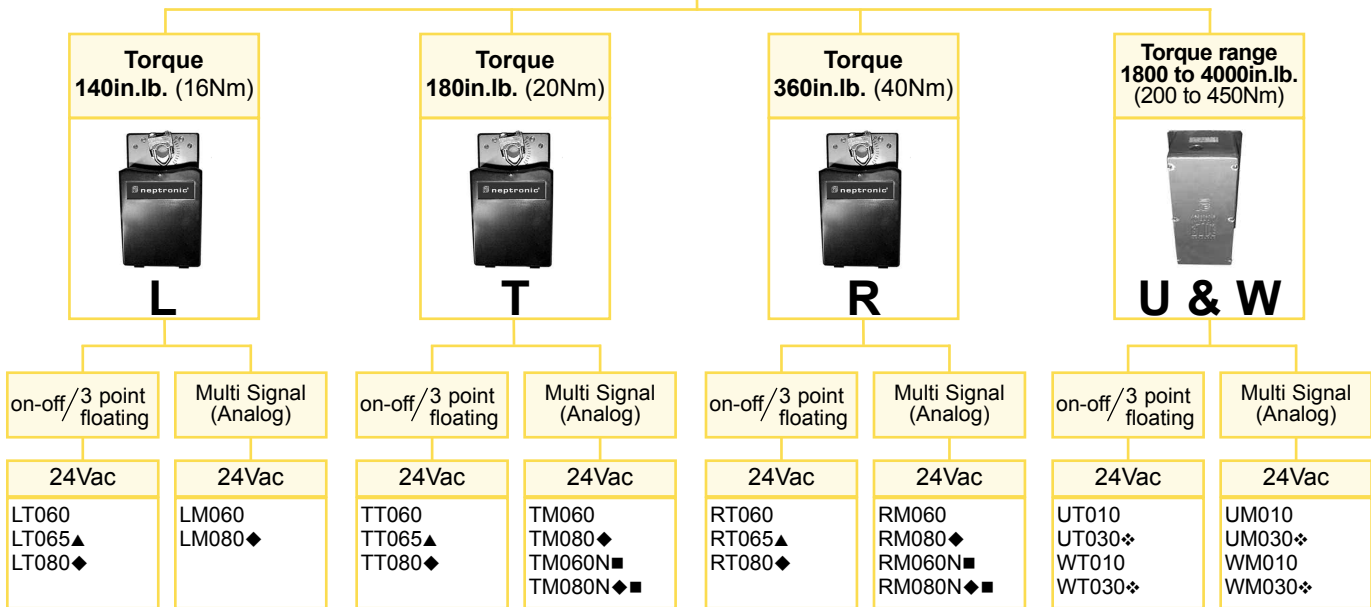 Torque
140in.lb. (16Nm)
neptronic
L
on-off/3 point floating
Multi Signal
(Analog)
24Vac
LT060
LT065▲
LT080◆
24Vac
LM060
LM080◆
Torque
180in.lb. (20Nm)
neptronic
T
on-off/3 point floating
Multi Signal
(Analog)
24Vac
TT060
TT065▲
TT080◆
24Vac
TM060
TM080◆
TM060N■
TM080N◆■
Torque
360in.lb. (40Nm)
neptronic
R
on-off/3 point floating
Multi Signal
(Analog)
24Vac
RT060
RT065▲
RT080◆
24Vac
RM060
RM080◆
RM060N■
RM080N◆■
Torque range
1800 to 4000in.lb.
(200 to 450Nm)
U & W
on-off/3 point floating
Multi Signal
(Analog)
24Vac
UT010
UT030❖
WT010
WT030❖
24Vac
UM010
UM030❖
WM010
WM030❖